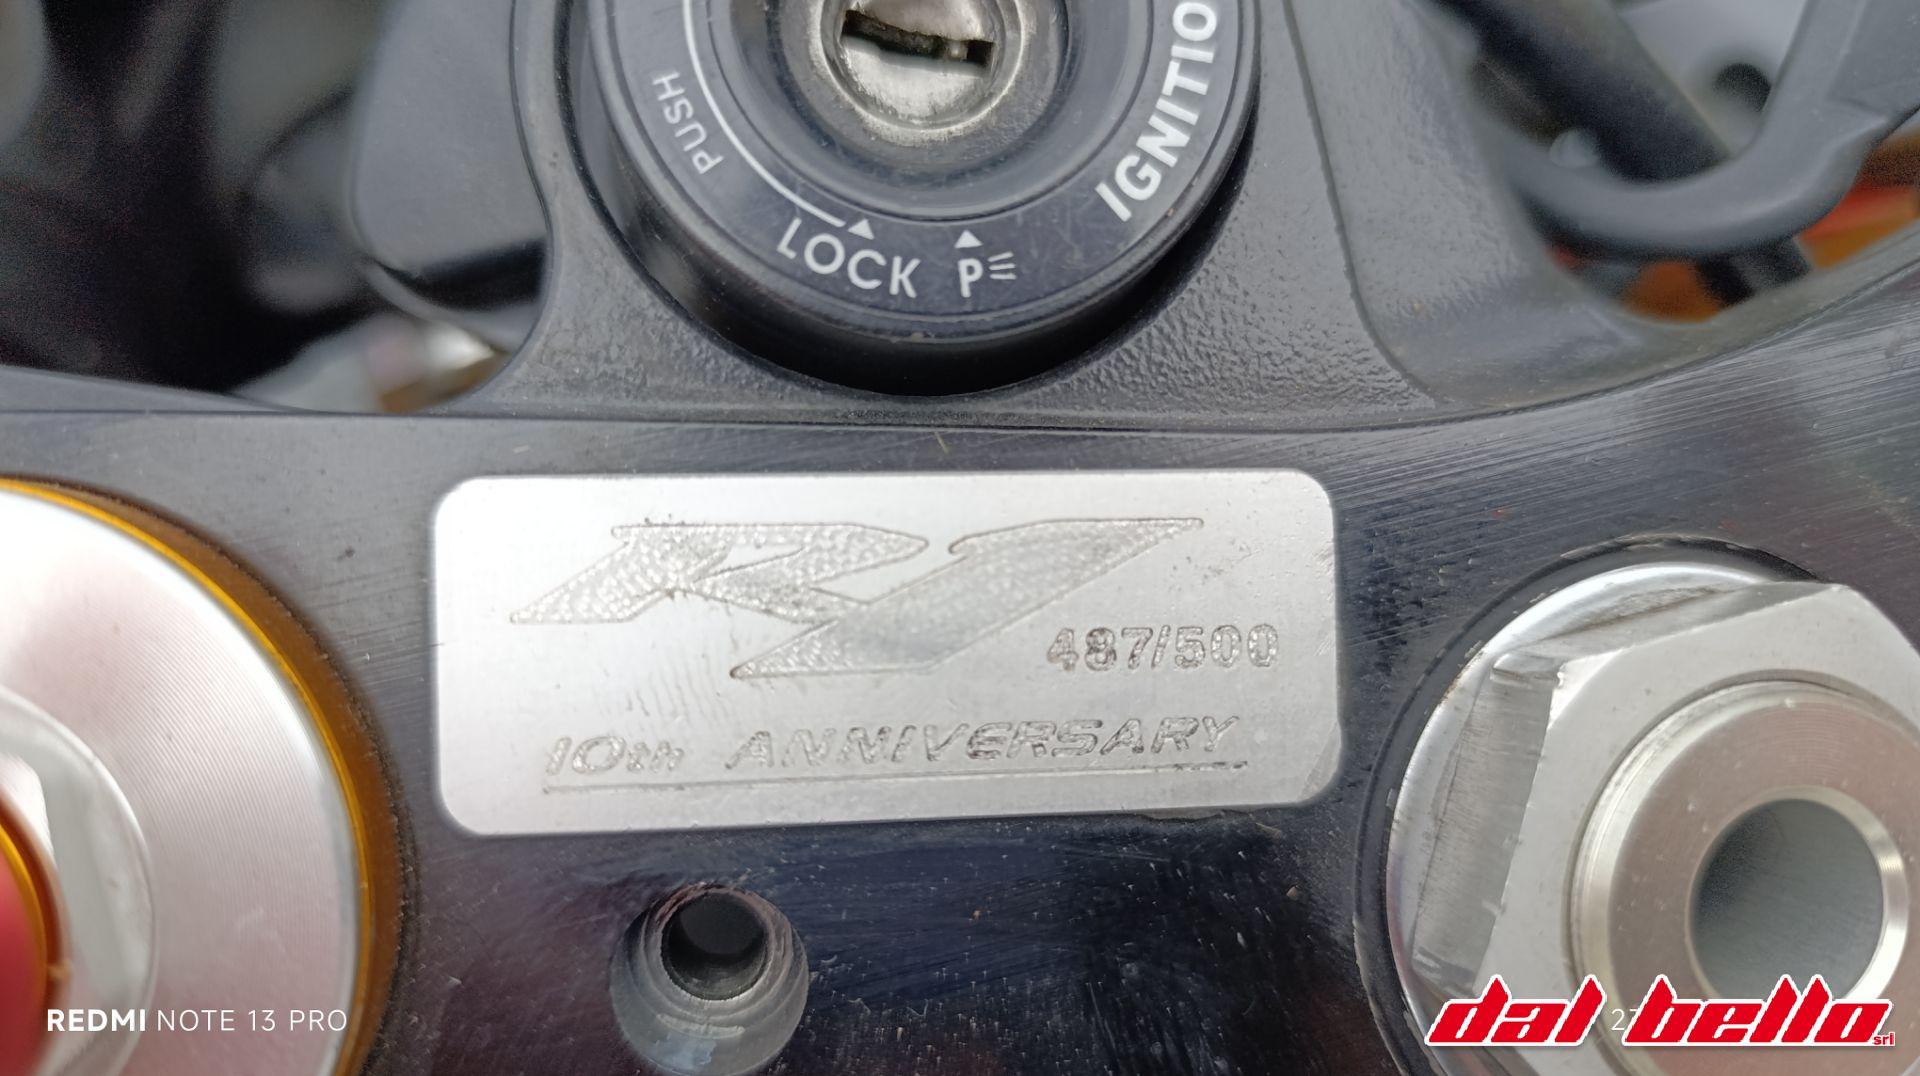 PUSH
LOCK
P
IGNITIO
R1
487/500
10th ANNIVERSARY
REDMI NOTE 13 PRO
dal bello
srl